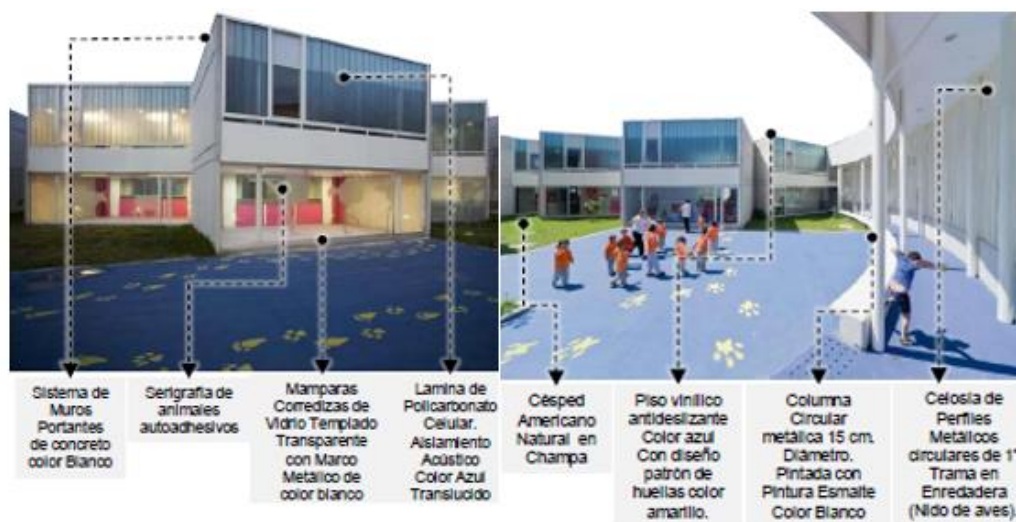 Sistema de
Muros
Portantes
de concreto
color Blanco
Serigrafía de
animales
autoadhesivos
Mamparas
Corredizas de
Vidrio Templado
Transparente
con Marco
Metálico de
color blanco
Lamina de
Policarbonato
Celular.
Aislamiento
Acústico
Color Azul
Translucido
Césped
Americano
Natural en
Champa
Piso vinílico
antideslizante
Color azul
Con diseño
patrón de
huellas color
amarillo.
Columna
Circular
metálica 15 cm.
Diámetro.
Pintada con
Pintura Esmalte
Color Blanco
Celosia de
Perfiles
Metálicos
circulares de 1"
Trama en
Enredadera
(Nido de aves).